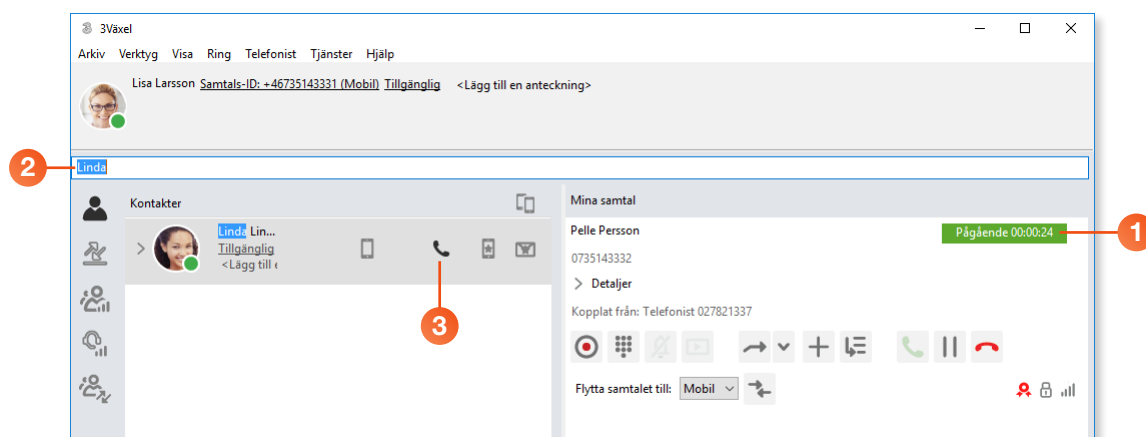 3Växel
Arkiv Verktyg Visa Ring Telefonist Tjänster Hjälp
Lisa Larsson Samtals-ID: +46735143331 (Mobil) Tillgänglig <Lägg till en anteckning>
2
Linda
Kontakter
Linda Lin...
Tillgänglig
<Lägg till
3
Mina samtal
Pelle Persson
Pågående 00:00:24
1
0735143332
Detaljer
Kopplat från: Telefonist 027821337
Flytta samtalet till: Mobil